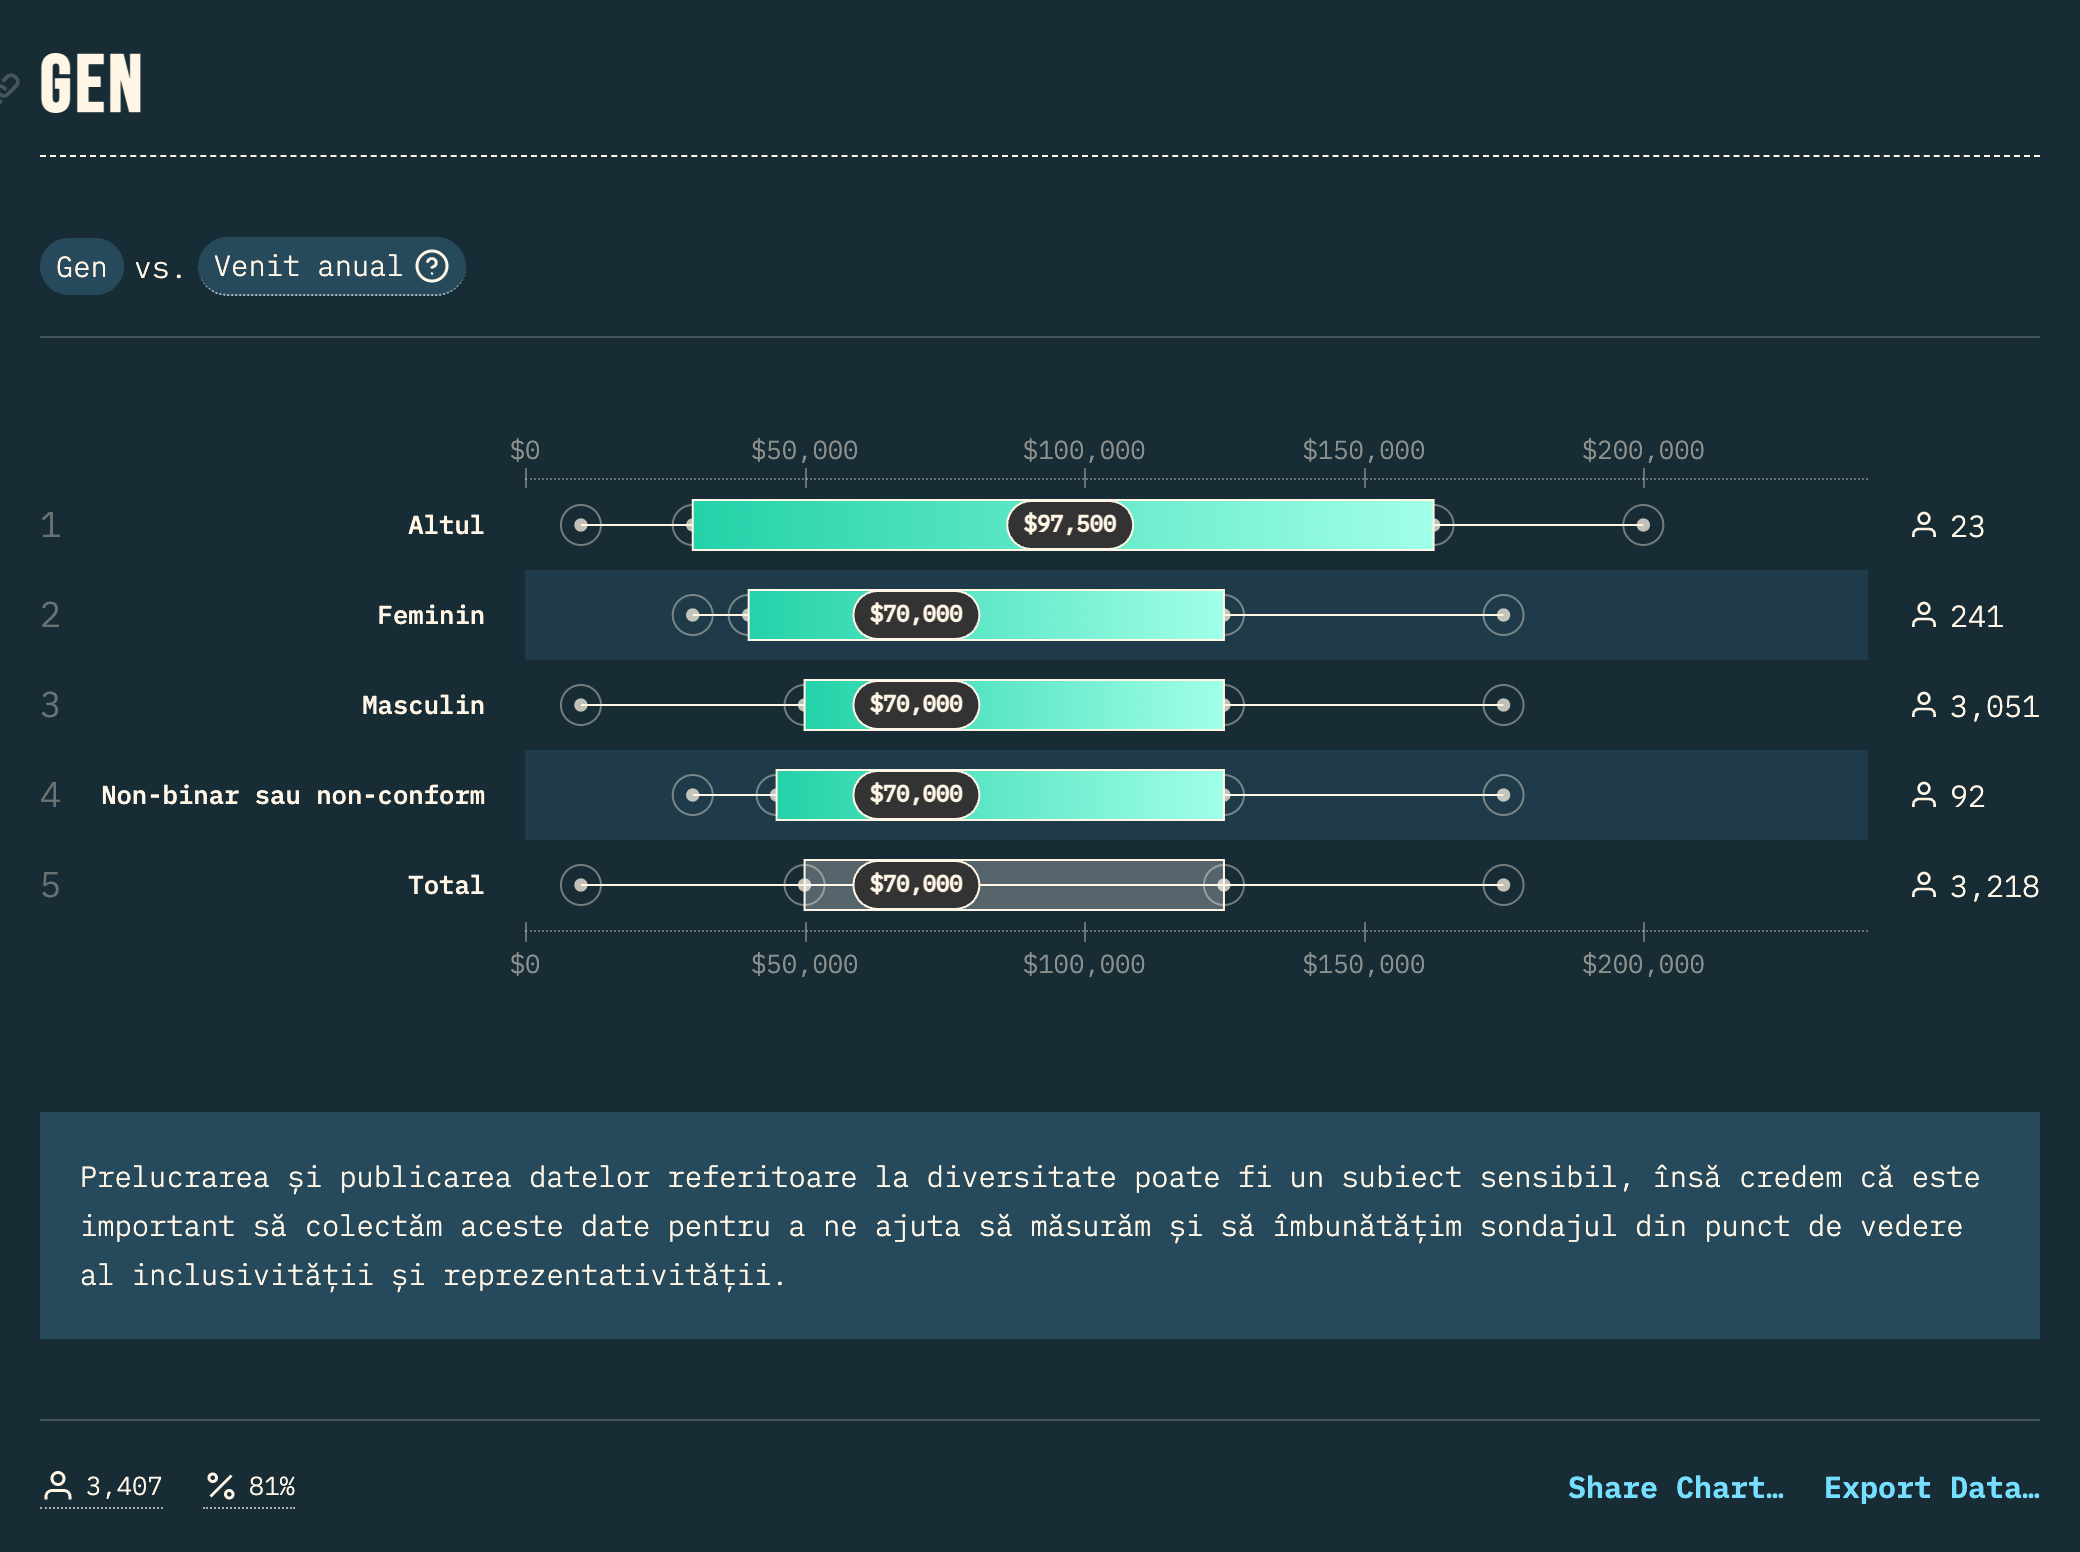 GEN
Gen vs. Venit anual
$0 $50,000 $100,000 $150,000 $200,000
1 Altul $97,500 23
2 Feminin $70,000 241
3 Masculin $70,000 3,051
4 Non-binar sau non-conform $70,000 92
5 Total $70,000 3,218
$0 $50,000 $100,000 $150,000 $200,000
Prelucrarea și publicarea datelor referitoare la diversitate poate fi un subiect sensibil, însă credem că este
important să colectăm aceste date pentru a ne ajuta să măsurăm și să îmbunătățim sondajul din punct de vedere
al inclusivității și reprezentativității.
3,407 81% Share Chart… Export Data…